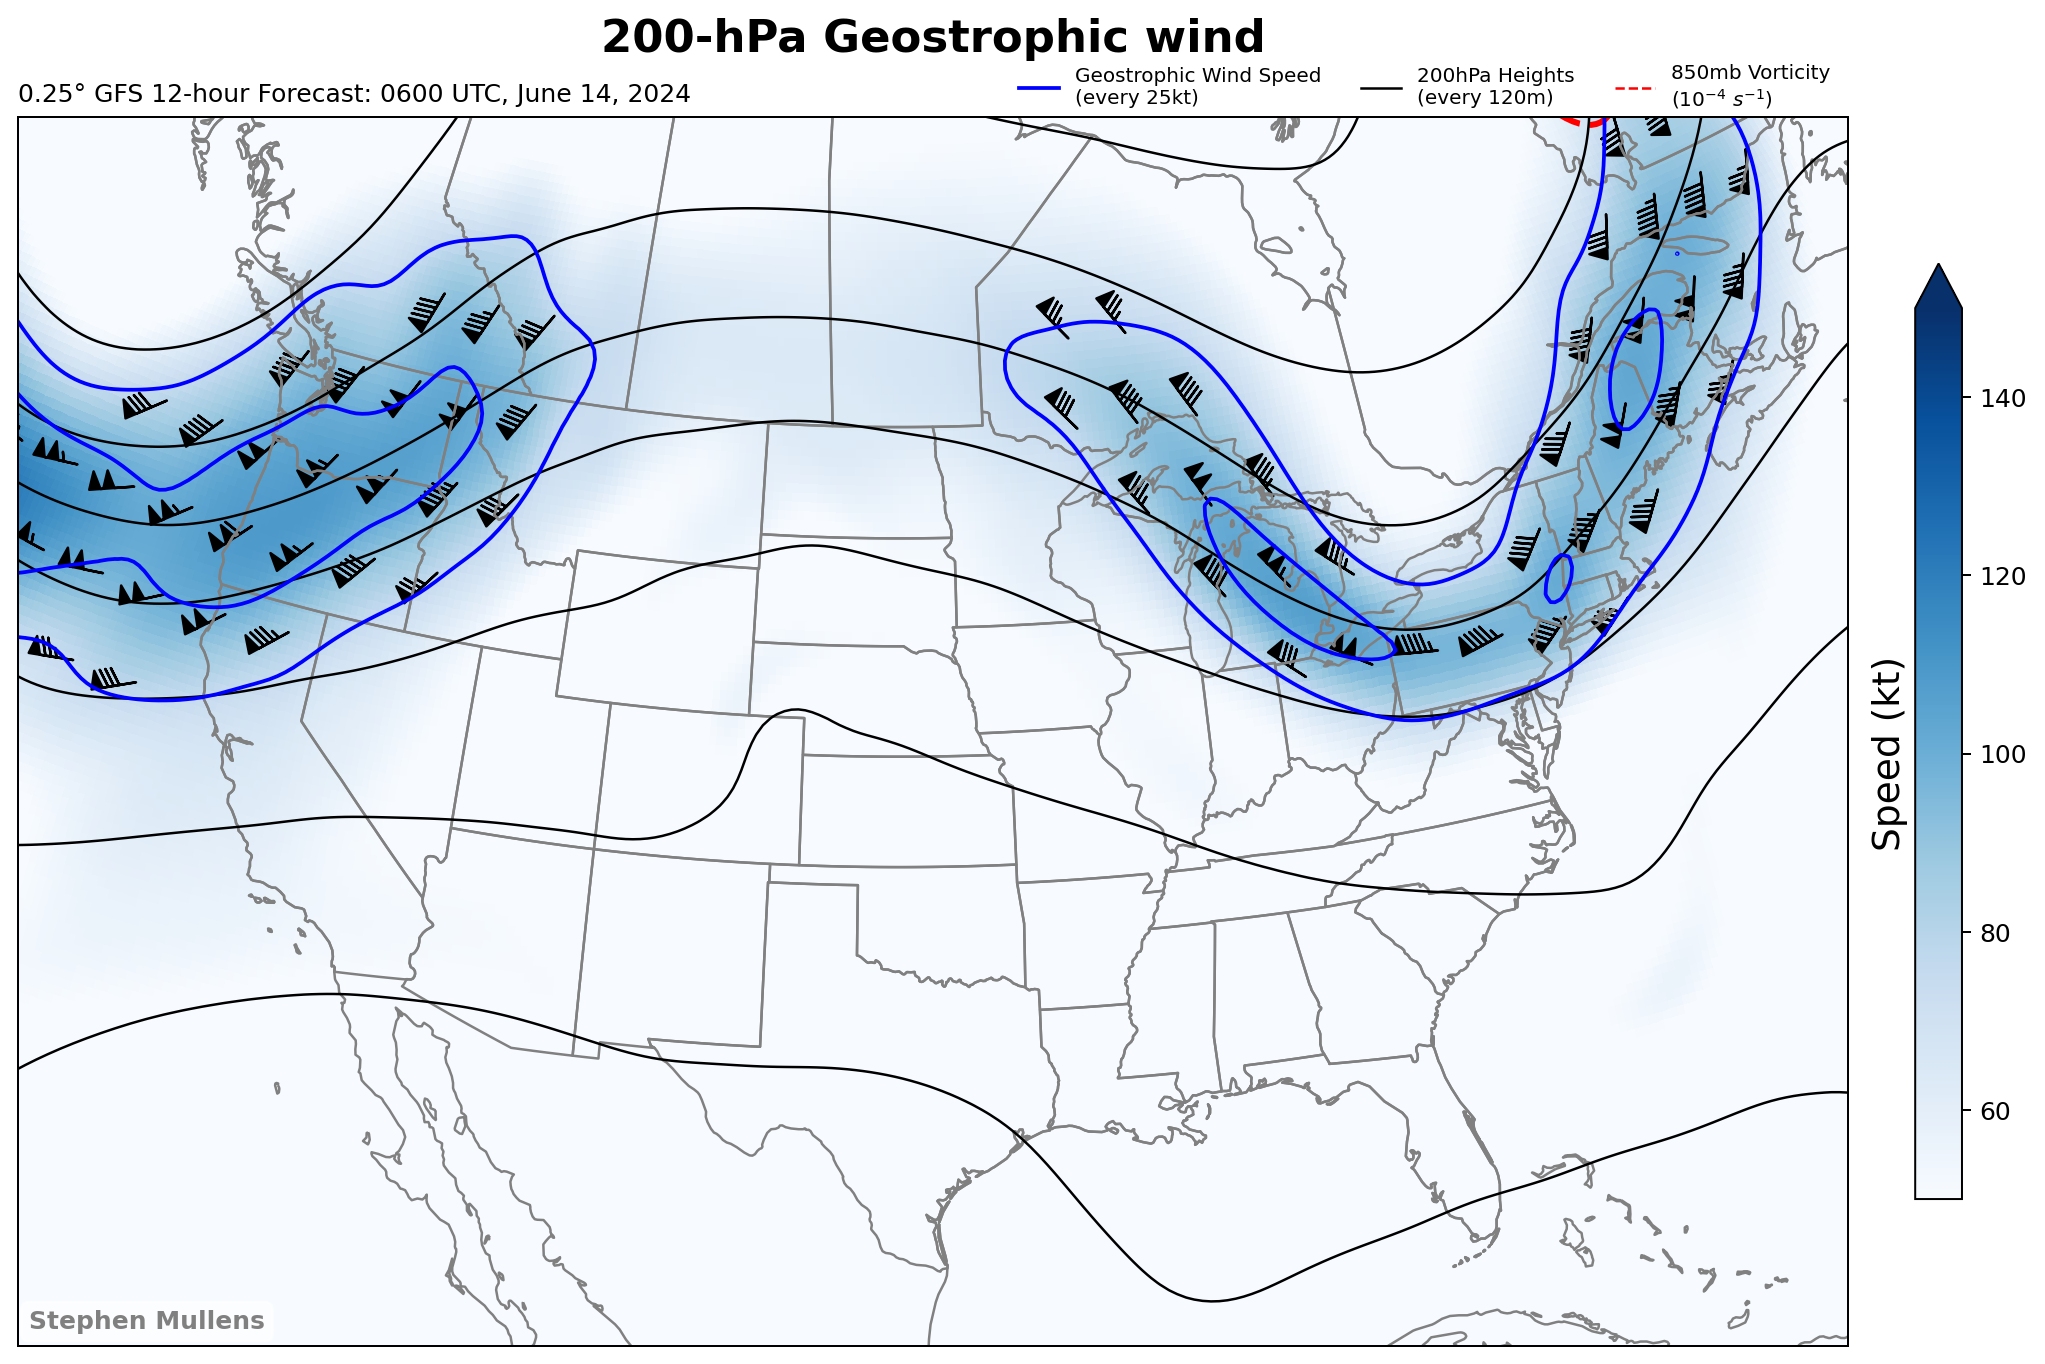 200-hPa Geostrophic wind
0.25° GFS 12-hour Forecast: 0600 UTC, June 14, 2024
Geostrophic Wind Speed
(every 25kt)
200hPa Heights
(every 120m)
850mb Vorticity
(10⁻⁴ s⁻¹)
140
120
100
80
60
Speed (kt)
Stephen Mullens